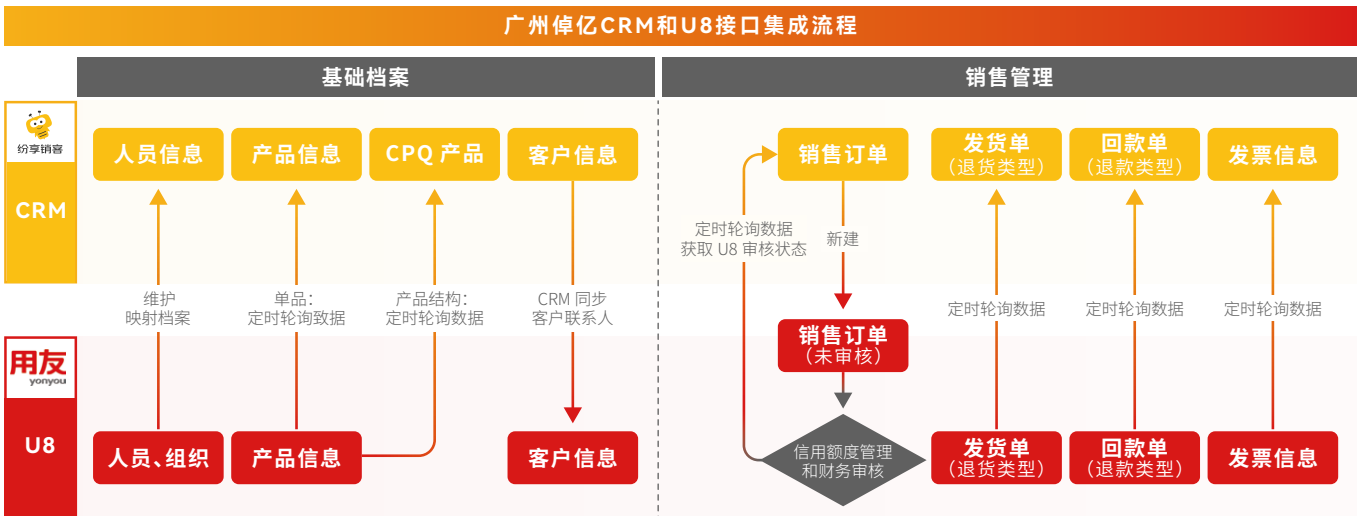 广州倬亿CRM和U8接口集成流程
基础档案
销售管理
纷享销客
CRM
人员信息
产品信息
CPQ 产品
客户信息
销售订单
发货单
（退货类型）
回款单
（退款类型）
发票信息
定时轮询数据
获取 U8 审核状态
新建
维护
映射档案
单品：
定时轮询致据
产品结构：
定时轮询数据
CRM 同步
客户联系人
定时轮询数据
定时轮询数据
定时轮询数据
销售订单
（未审核）
用友
yonyou
U8
人员、组织
产品信息
客户信息
信用额度管理
和财务审核
发货单
（退货类型）
回款单
（退款类型）
发票信息